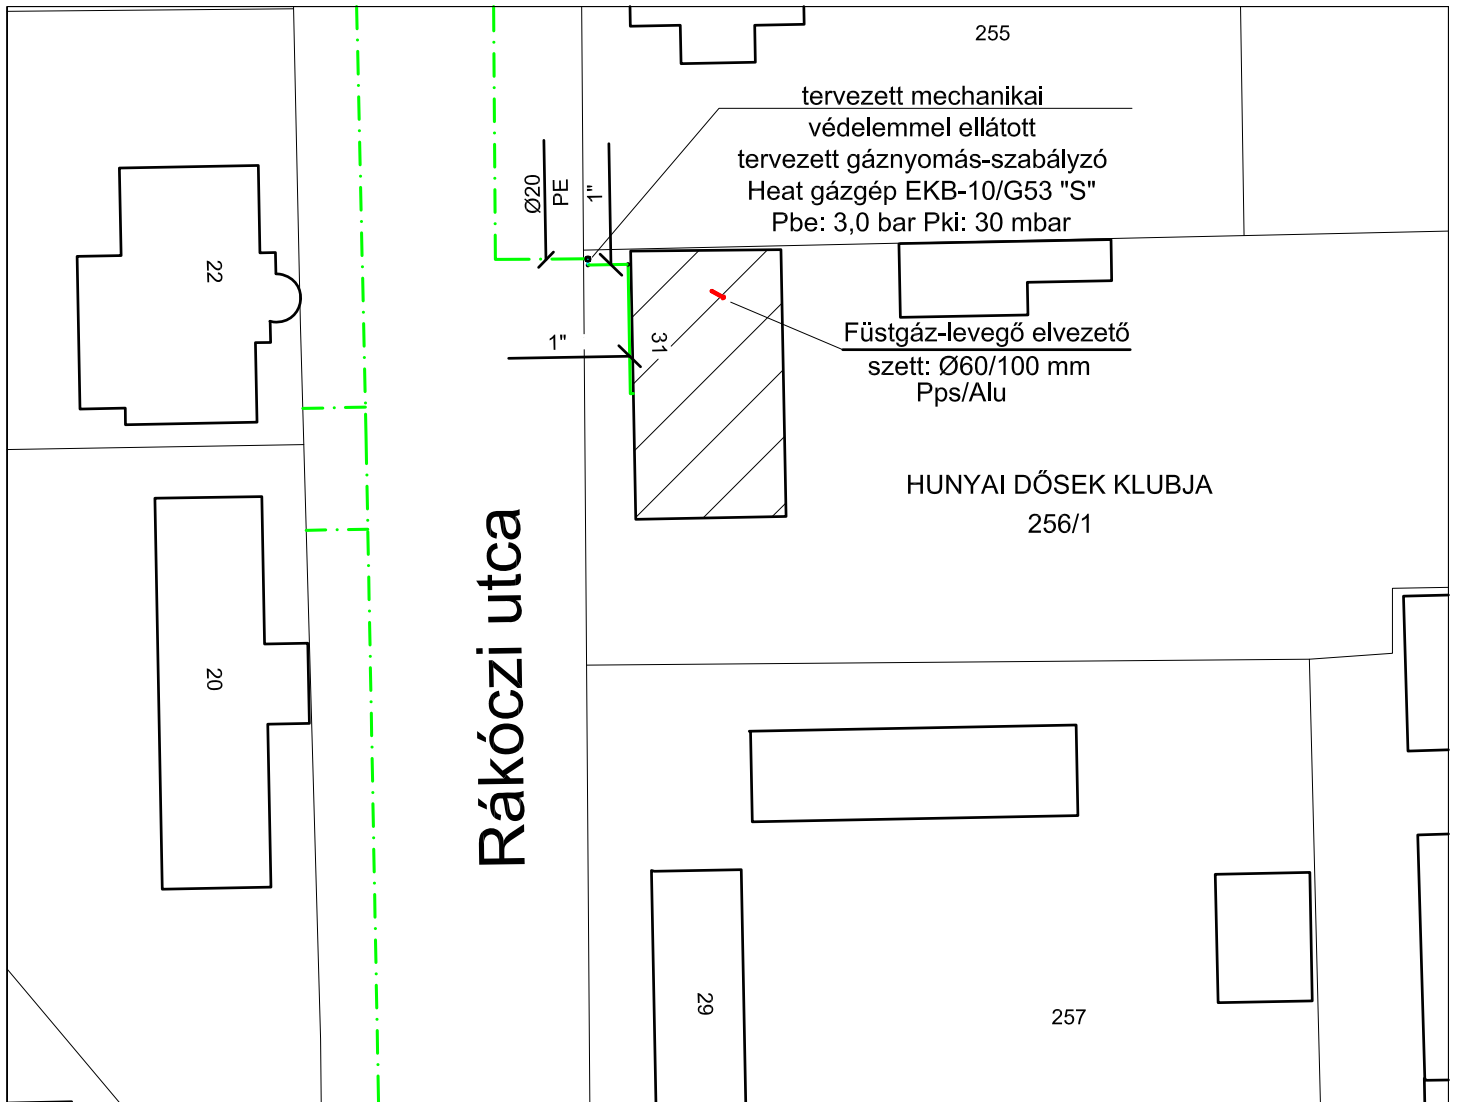 255
tervezett mechanikai
védelemmel ellátott
tervezett gáznyomás-szabályzó
Heat gázgép EKB-10/G53 "S"
Pbe: 3,0 bar Pki: 30 mbar
Ø20
PE
1"
22
1"
31
Füstgáz-levegő elvezető
szett: Ø60/100 mm
Pps/Alu
HUNYAI DŐSEK KLUBJA
256/1
Rákóczi utca
20
29
257